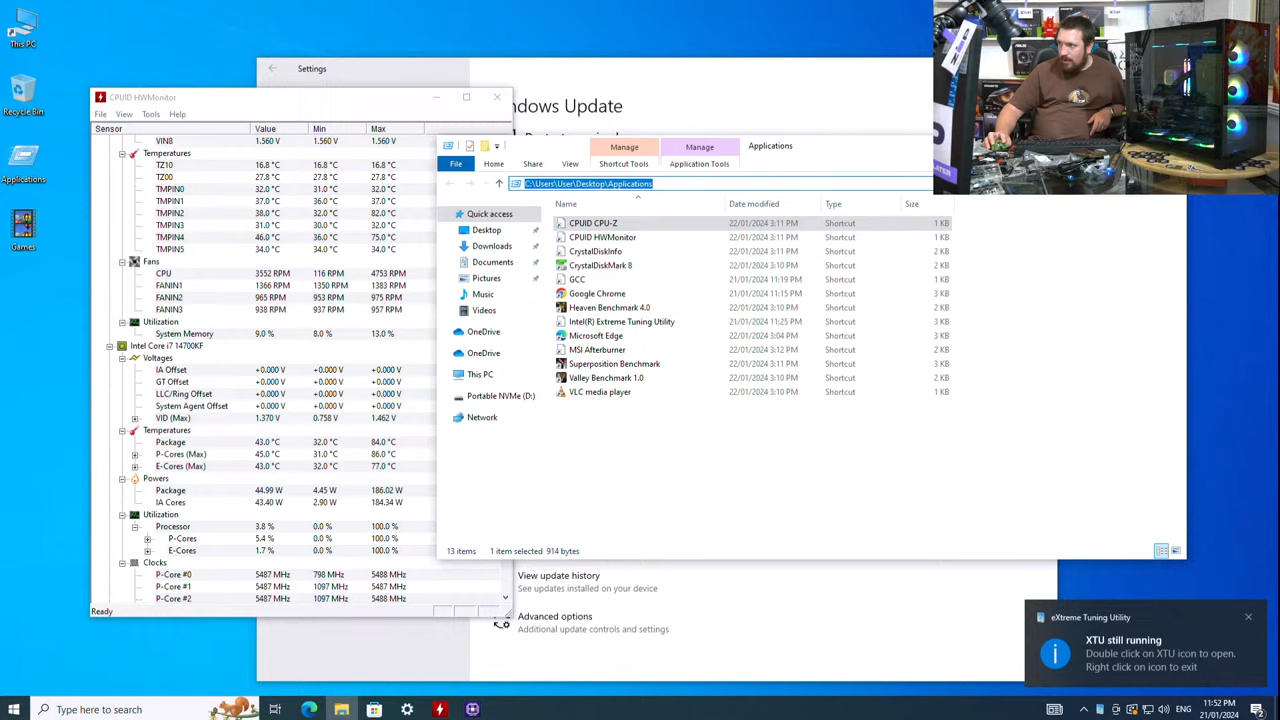 This PC
Recycle Bin
Applications
Games
Settings
Windows Update
CPUID HWMonitor
File View Tools Help
Sensor Value Min Max
VIN8 1.560 V 1.560 V 1.560 V
Temperatures
TZ10 16.8 °C 16.8 °C 16.8 °C
TZ00 27.8 °C 27.8 °C 27.8 °C
TMPIN0 32.0 °C 31.0 °C 32.0 °C
TMPIN1 37.0 °C 36.0 °C 37.0 °C
TMPIN2 38.0 °C 32.0 °C 82.0 °C
TMPIN3 31.0 °C 30.0 °C 31.0 °C
TMPIN4 46.0 °C 36.0 °C 75.0 °C
TMPIN5 34.0 °C 34.0 °C 34.0 °C
Fans
CPU 3552 RPM 116 RPM 4753 RPM
FANIN1 1366 RPM 1350 RPM 1383 RPM
FANIN2 965 RPM 953 RPM 975 RPM
FANIN3 938 RPM 937 RPM 957 RPM
Utilization
System Memory 9.0 % 8.0 % 13.0 %
Intel Core i7 14700KF
Voltages
IA Offset +0.000 V +0.000 V +0.000 V
GT Offset +0.000 V +0.000 V +0.000 V
LLC/Ring Offset +0.000 V +0.000 V +0.000 V
System Agent Offset +0.000 V +0.000 V +0.000 V
VID (Max) 1.370 V 0.758 V 1.462 V
Temperatures
Package 43.0 °C 32.0 °C 84.0 °C
P-Cores (Max) 45.0 °C 31.0 °C 86.0 °C
E-Cores (Max) 43.0 °C 32.0 °C 77.0 °C
Powers
Package 44.99 W 4.45 W 186.02 W
IA Cores 43.40 W 2.90 W 184.34 W
Utilization
Processor 3.8 % 0.0 % 100.0 %
P-Cores 5.4 % 0.0 % 100.0 %
E-Cores 1.7 % 0.0 % 100.0 %
Clocks
P-Core #0 5487 MHz 798 MHz 5488 MHz
P-Core #1 5487 MHz 1097 MHz 5488 MHz
P-Core #2 5487 MHz 1097 MHz 5488 MHz
Ready
Manage Manage Applications
File Home Share View Shortcut Tools Application Tools
C:\Users\User\Desktop\Applications
Quick access
Desktop
Downloads
Documents
Pictures
Music
Videos
OneDrive
OneDrive
This PC
Portable NVMe (D:)
Network
Name Date modified Type Size
CPUID CPU-Z 22/01/2024 3:11 PM Shortcut 1 KB
CPUID HWMonitor 22/01/2024 3:11 PM Shortcut 1 KB
CrystalDiskInfo 22/01/2024 3:11 PM Shortcut 2 KB
CrystalDiskMark 8 22/01/2024 3:10 PM Shortcut 2 KB
GCC 21/01/2024 11:19 PM Shortcut 1 KB
Google Chrome 21/01/2024 11:15 PM Shortcut 3 KB
Heaven Benchmark 4.0 22/01/2024 3:10 PM Shortcut 2 KB
Intel(R) Extreme Tuning Utility 21/01/2024 11:25 PM Shortcut 3 KB
Microsoft Edge 22/01/2024 3:04 PM Shortcut 3 KB
MSI Afterburner 22/01/2024 3:12 PM Shortcut 2 KB
Superposition Benchmark 22/01/2024 3:11 PM Shortcut 3 KB
Valley Benchmark 1.0 22/01/2024 3:10 PM Shortcut 2 KB
VLC media player 22/01/2024 3:10 PM Shortcut 1 KB
13 items 1 item selected 914 bytes
View update history
See updates installed on your device
Advanced options
Additional update controls and settings
eXtreme Tuning Utility
XTU still running
Double click on XTU icon to open.
Right click on icon to exit
Type here to search
ENG
11:52 PM
21/01/2024
2